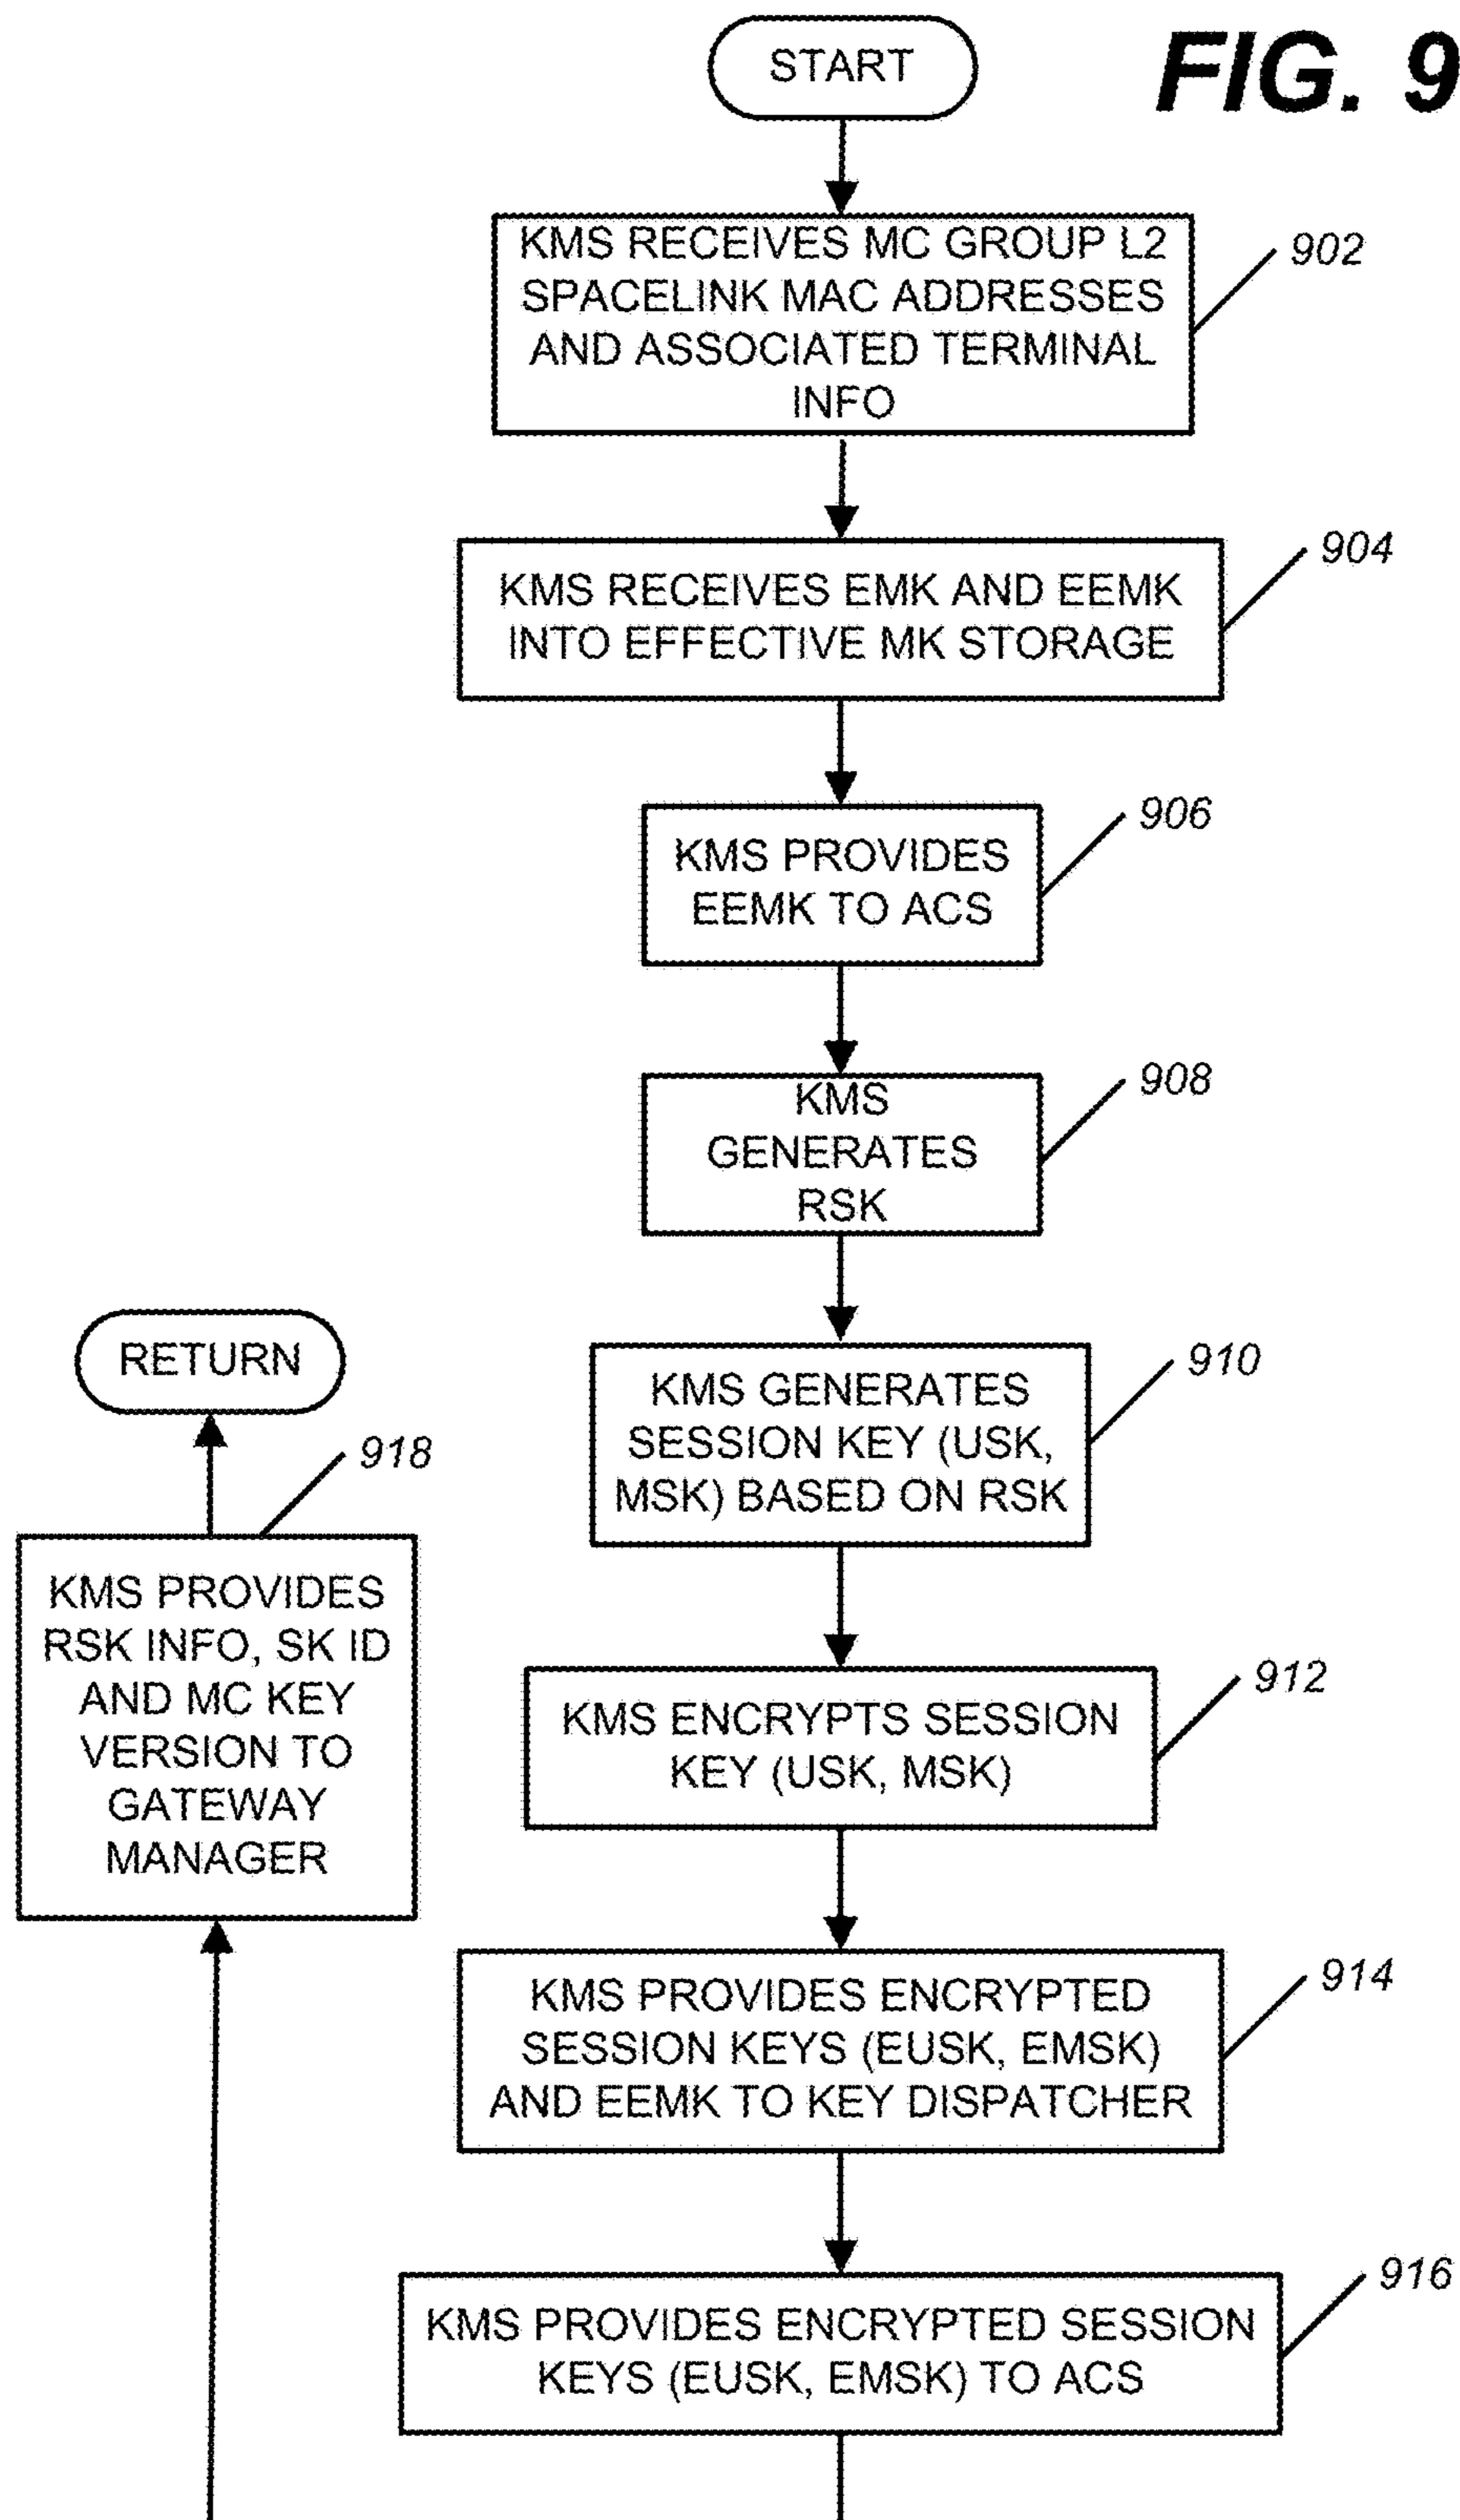 START
FIG. 9
KMS RECEIVES MC GROUP L2
SPACELINK MAC ADDRESSES
AND ASSOCIATED TERMINAL
INFO
902
KMS RECEIVES EMK AND EEMK
INTO EFFECTIVE MK STORAGE
904
KMS PROVIDES
EEMK TO ACS
906
KMS
GENERATES
RSK
908
KMS GENERATES
SESSION KEY (USK,
MSK) BASED ON RSK
910
KMS ENCRYPTS SESSION
KEY (USK, MSK)
912
KMS PROVIDES ENCRYPTED
SESSION KEYS (EUSK, EMSK)
AND EEMK TO KEY DISPATCHER
914
KMS PROVIDES ENCRYPTED SESSION
KEYS (EUSK, EMSK) TO ACS
916
KMS PROVIDES
RSK INFO, SK ID
AND MC KEY
VERSION TO
GATEWAY
MANAGER
918
RETURN